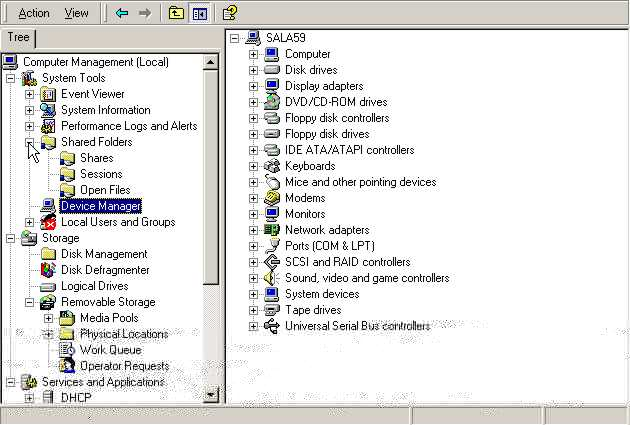 Action View
Tree
Computer Management (Local)
System Tools
Event Viewer
System Information
Performance Logs and Alerts
Shared Folders
Shares
Sessions
Open Files
Device Manager
Local Users and Groups
Storage
Disk Management
Disk Defragmenter
Logical Drives
Removable Storage
Media Pools
Physical Locations
Work Queue
Operator Requests
Services and Applications
DHCP
SALA59
Computer
Disk drives
Display adapters
DVD/CD-ROM drives
Floppy disk controllers
Floppy disk drives
IDE ATA/ATAPI controllers
Keyboards
Mice and other pointing devices
Modems
Monitors
Network adapters
Ports (COM & LPT)
SCSI and RAID controllers
Sound, video and game controllers
System devices
Tape drives
Universal Serial Bus controllers